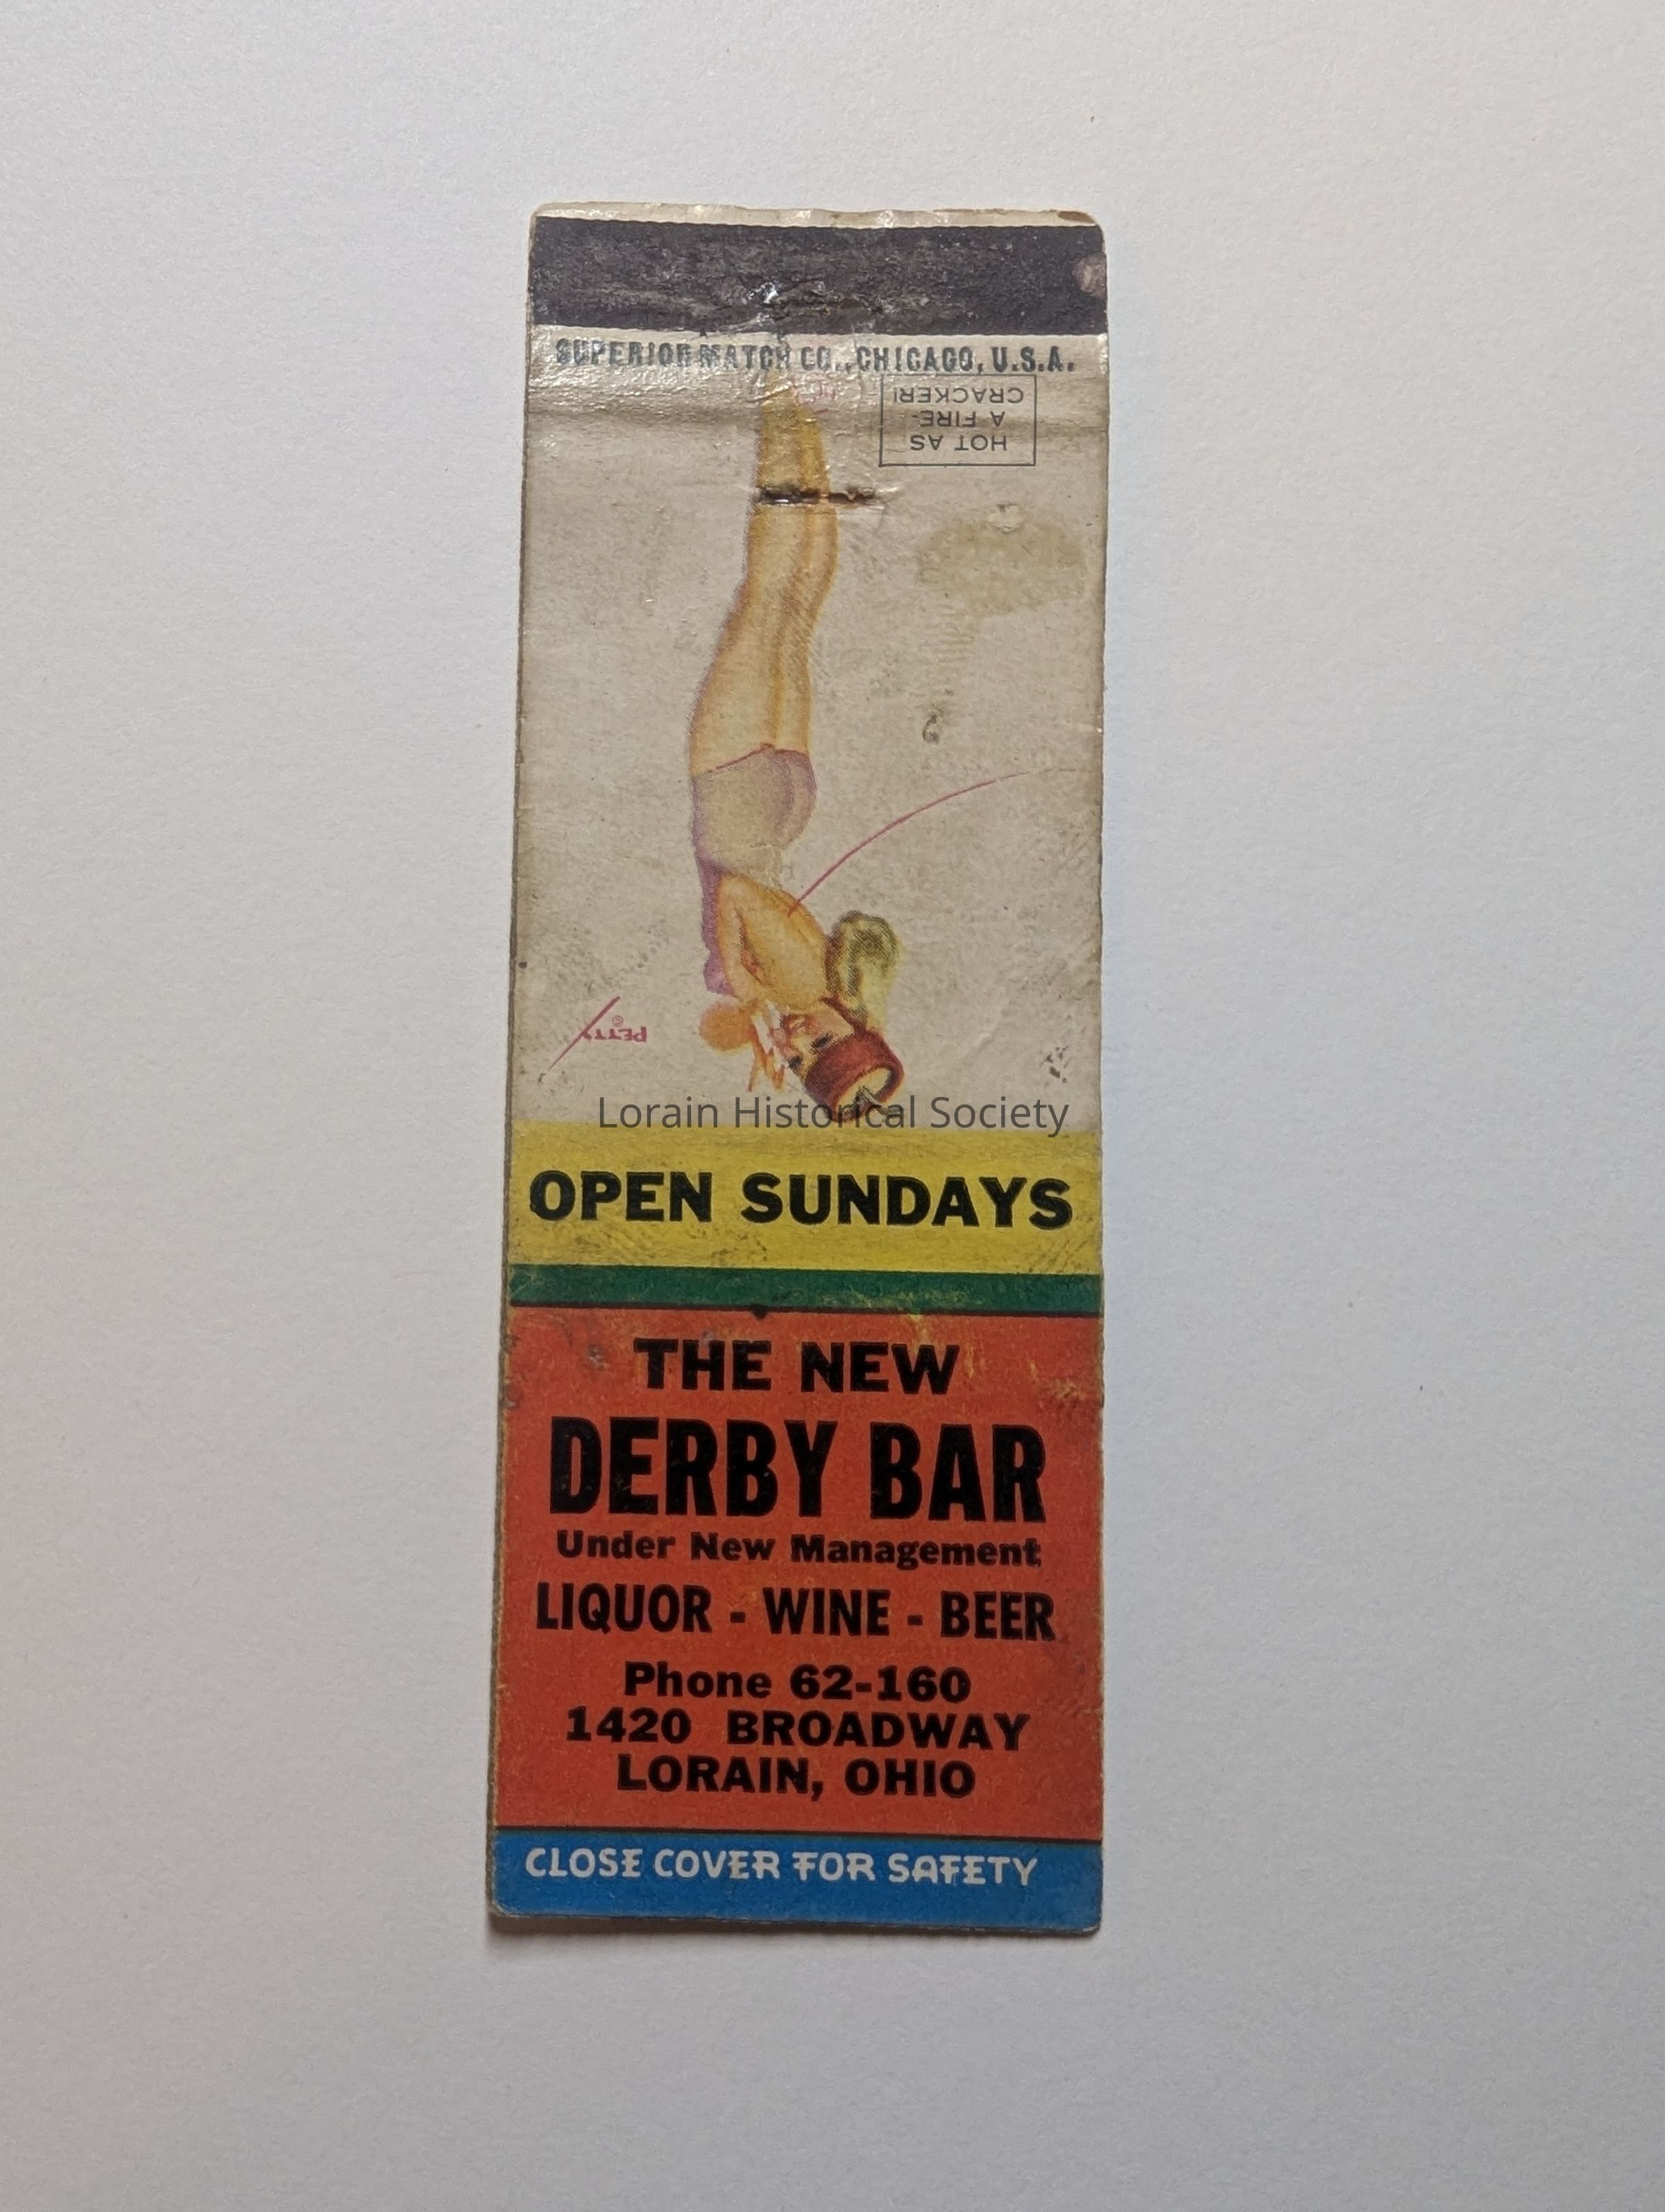 SUPERIOR MATCH CO., CHICAGO, U.S.A.
HOT AS
A FIRE-
CRACKER!
PETTY ©
Lorain Historical Society
OPEN SUNDAYS
THE NEW
DERBY BAR
Under New Management
LIQUOR - WINE - BEER
Phone 62-160
1420 BROADWAY
LORAIN, OHIO
CLOSE COVER FOR SAFETY